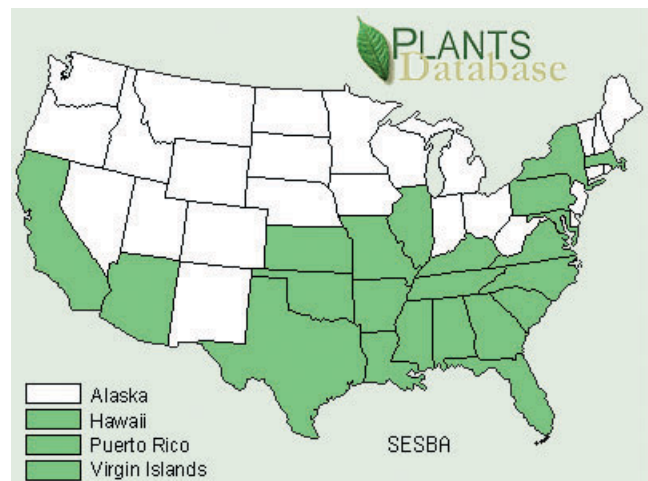 PLANTS
Database
Alaska
Hawaii
Puerto Rico
Virgin Islands
SESBA